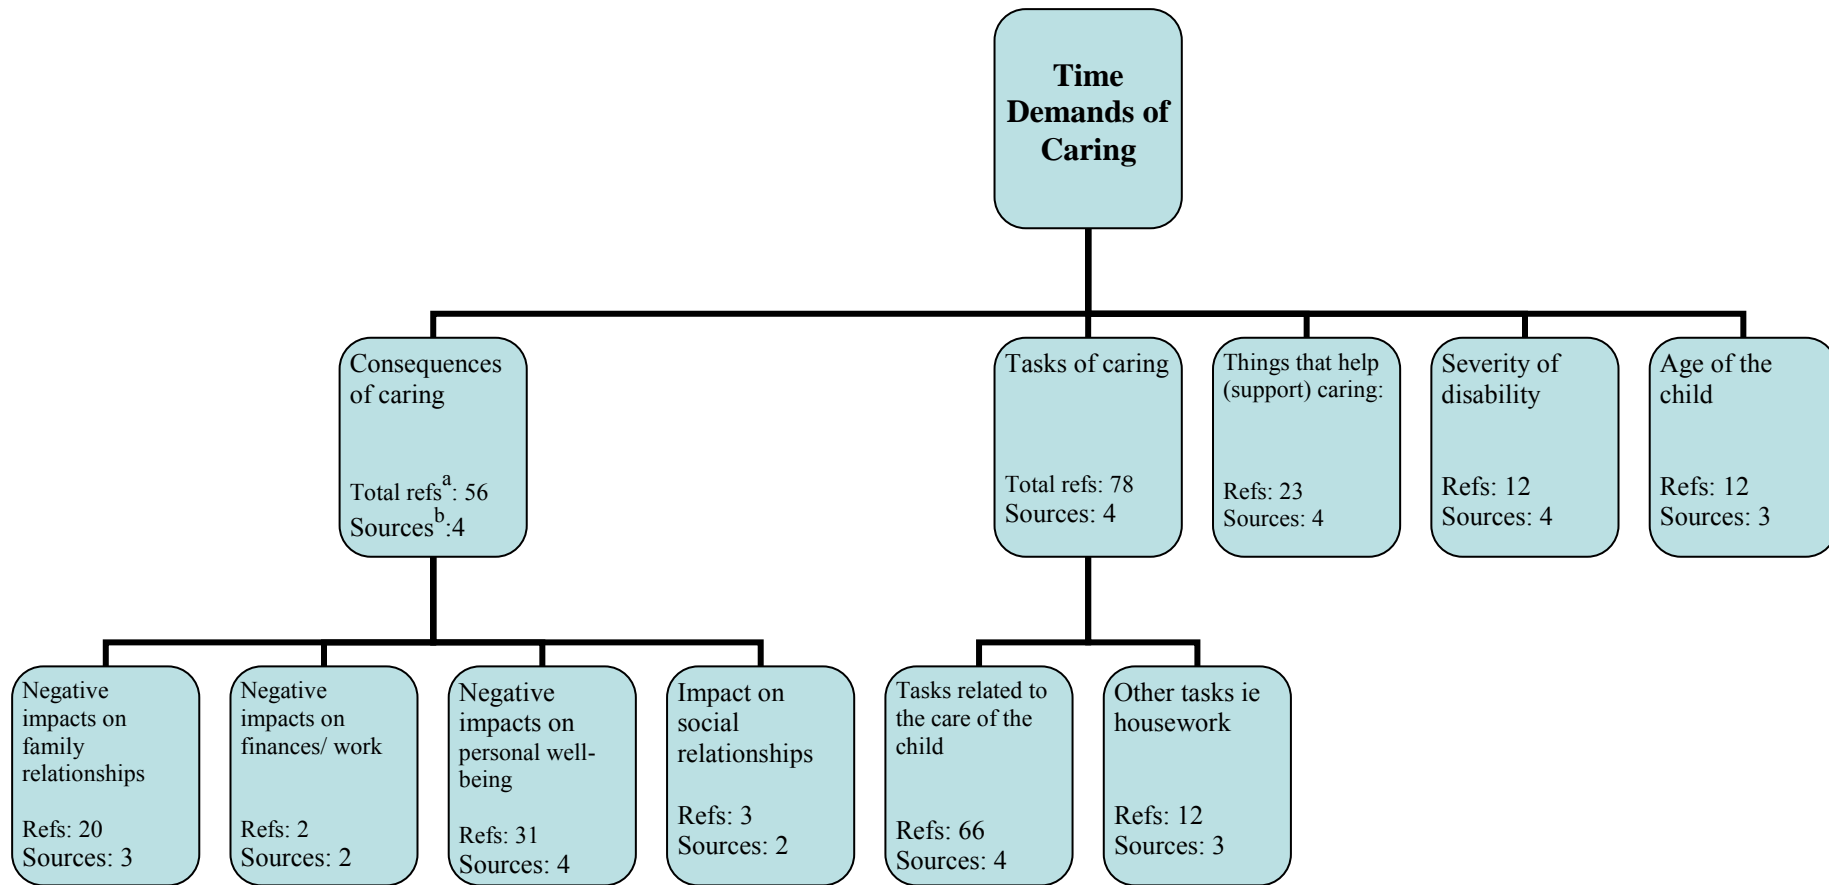 Time
Demands of
Caring
Consequences
of caring
Total refsa: 56
Sourcesb:4
Tasks of caring
Total refs: 78
Sources: 4
Things that help
(support) caring:
Refs: 23
Sources: 4
Severity of
disability
Refs: 12
Sources: 4
Age of the
child
Refs: 12
Sources: 3
Negative
impacts on
family
relationships
Refs: 20
Sources: 3
Negative
impacts on
finances/ work
Refs: 2
Sources: 2
Negative
impacts on
personal well-
being
Refs: 31
Sources: 4
Impact on
social
relationships
Refs: 3
Sources: 2
Tasks related to
the care of the
child
Refs: 66
Sources: 4
Other tasks ie
housework
Refs: 12
Sources: 3